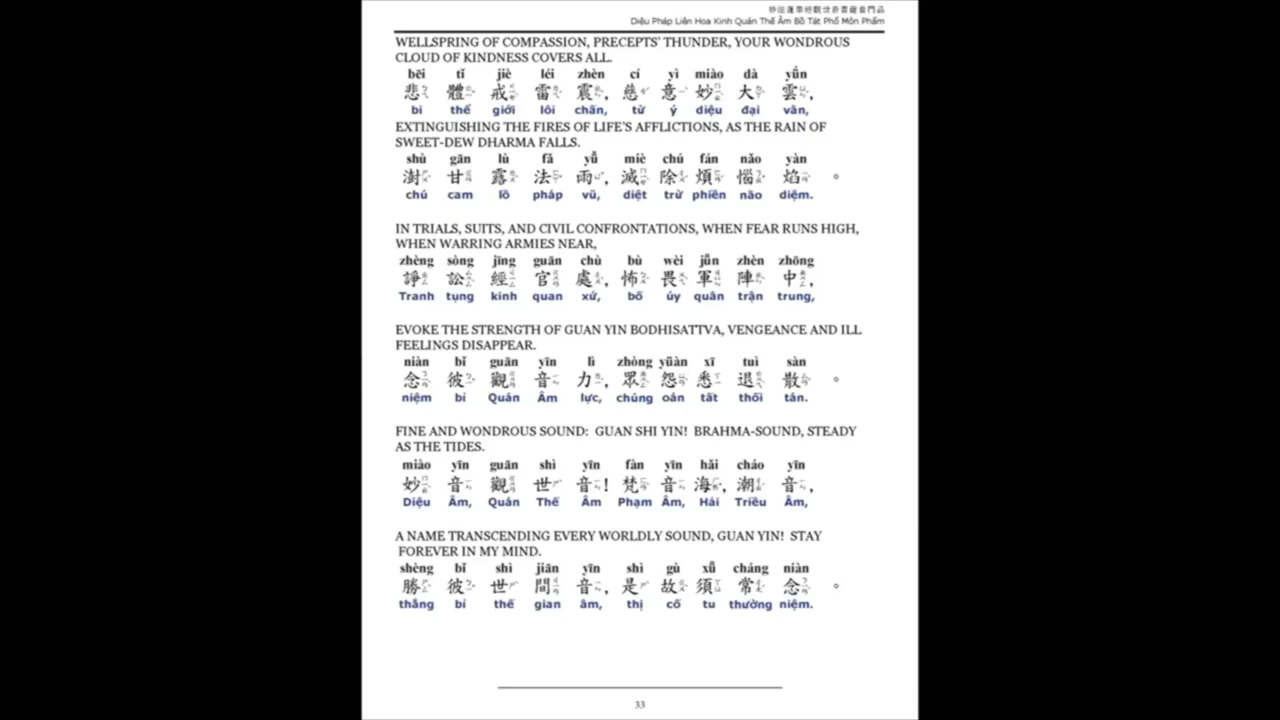 妙法蓮華經觀世音菩薩普門品
Diệu Pháp Liên Hoa Kinh Quán Thế Âm Bồ Tát Phổ Môn Phẩm
WELLSPRING OF COMPASSION, PRECEPTS' THUNDER, YOUR WONDROUS
CLOUD OF KINDNESS COVERS ALL.
bēi tǐ jiè léi zhèn cí yì miào dà yǘn
悲 體 戒 雷 震, 慈 意 妙 大 雲,
bi thể giới lôi chấn, từ ý diệu đại vân,
EXTINGUISHING THE FIRES OF LIFE'S AFFLICTIONS, AS THE RAIN OF
SWEET-DEW DHARMA FALLS.
shù gān lù fǎ yǚ miè chú fán nǎo yàn
澍 甘 露 法 雨, 滅 除 煩 惱 焰 。
chú cam lồ pháp vũ, diệt trừ phiền não diệm.
IN TRIALS, SUITS, AND CIVIL CONFRONTATIONS, WHEN FEAR RUNS HIGH,
WHEN WARRING ARMIES NEAR,
zhèng sòng jīng guān chù bù wèi jǖn zhèn zhōng
諍 訟 經 官 處, 怖 畏 軍 陣 中,
Tranh tụng kinh quan xứ, bố úy quân trận trung,
EVOKE THE STRENGTH OF GUAN YIN BODHISATTVA, VENGEANCE AND ILL
FEELINGS DISAPPEAR.
niàn bǐ guān yīn lì zhòng yüàn xī tuì sàn
念 彼 觀 音 力, 眾 怨 悉 退 散 。
niệm bỉ Quán Âm lực, chúng oán tất thối tán.
FINE AND WONDROUS SOUND: GUAN SHI YIN! BRAHMA-SOUND, STEADY
AS THE TIDES.
miào yīn guān shì yīn fàn yīn hǎi cháo yīn
妙 音 觀 世 音! 梵 音 海, 潮 音,
Diệu Âm, Quán Thế Âm Phạm Âm, Hải Triều Âm,
A NAME TRANSCENDING EVERY WORLDLY SOUND, GUAN YIN! STAY
FOREVER IN MY MIND.
shèng bǐ shì jiān yīn shì gù xǖ cháng niàn
勝 彼 世 間 音, 是 故 須 常 念 。
thắng bỉ thế gian âm, thị cố tu thường niệm.
33